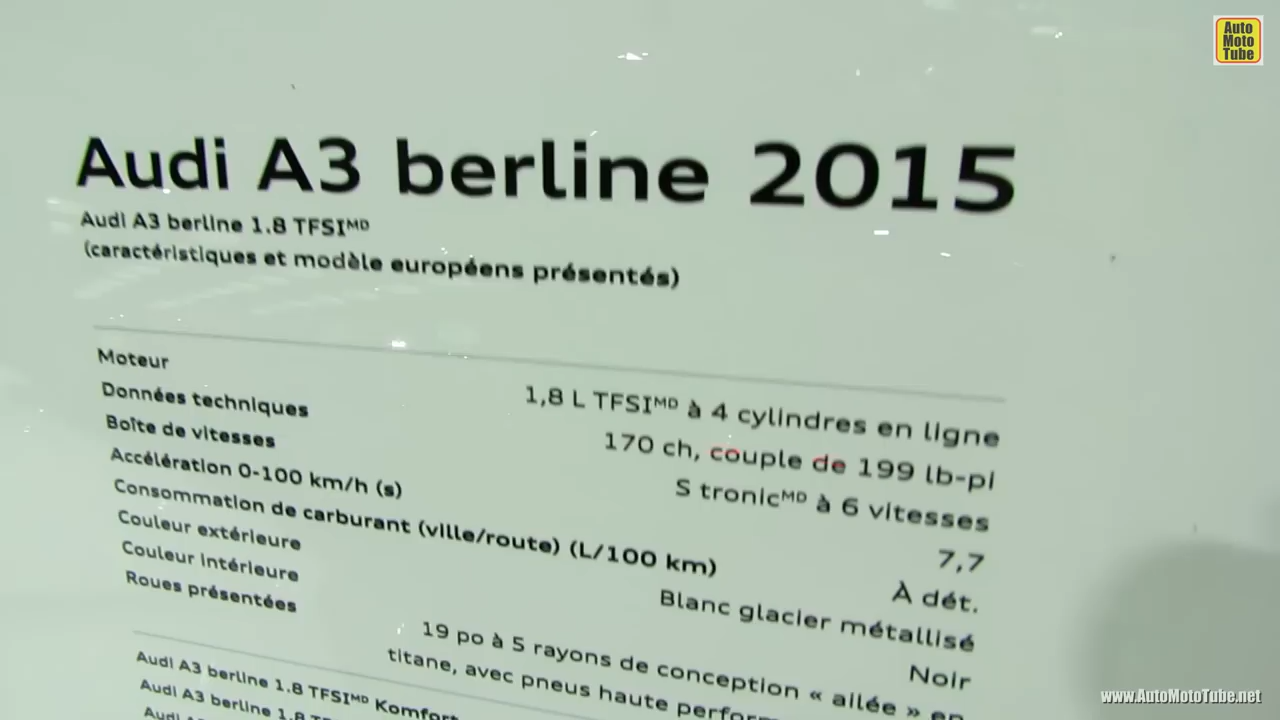 Auto
Moto
Tube
Audi A3 berline 2015
Audi A3 berline 1.8 TFSIᴹᴰ
(caractéristiques et modèle européens présentés)
Moteur
1,8 L TFSIᴹᴰ à 4 cylindres en ligne
Données techniques
170 ch, couple de 199 lb-pi
Boîte de vitesses
S tronicᴹᴰ à 6 vitesses
Accélération 0-100 km/h (s)
7,7
Consommation de carburant (ville/route) (L/100 km)
À dét.
Couleur extérieure
Blanc glacier métallisé
Couleur intérieure
Noir
Roues présentées
19 po à 5 rayons de conception « ailée » en
titane, avec pneus haute
Audi A3 berline 1.8 TFSIᴹᴰ Komfort
Audi A3 berline 1.8
Audi
www.AutoMotoTube.net